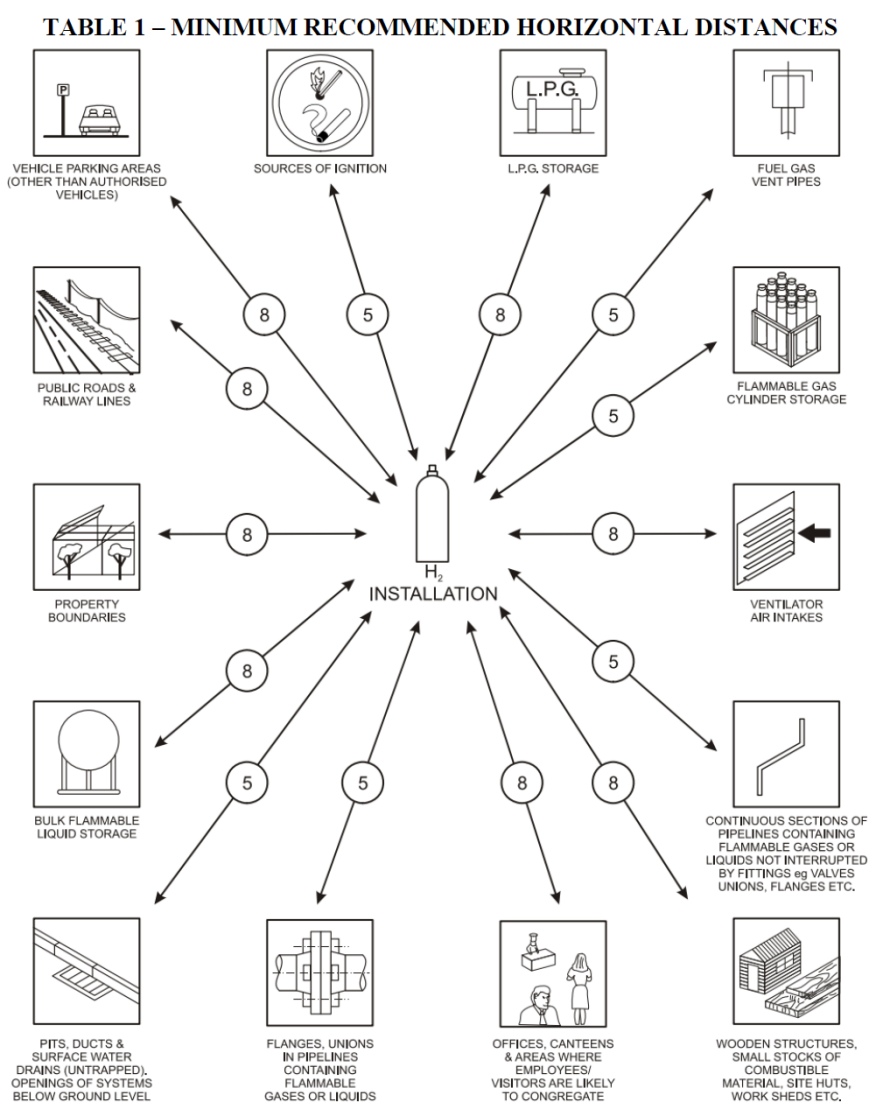 TABLE 1 – MINIMUM RECOMMENDED HORIZONTAL DISTANCES
P
L.P.G.
VEHICLE PARKING AREAS
(OTHER THAN AUTHORISED
VEHICLES)
SOURCES OF IGNITION
L.P.G. STORAGE
FUEL GAS
VENT PIPES
8
5
8
5
PUBLIC ROADS &
RAILWAY LINES
8
FLAMMABLE GAS
CYLINDER STORAGE
5
8
8
H2
INSTALLATION
PROPERTY
BOUNDARIES
VENTILATOR
AIR INTAKES
8
5
BULK FLAMMABLE
LIQUID STORAGE
5
5
8
8
CONTINUOUS SECTIONS OF
PIPELINES CONTAINING
FLAMMABLE GASES OR
LIQUIDS NOT INTERRUPTED
BY FITTINGS eg VALVES
UNIONS, FLANGES ETC.
PITS, DUCTS &
SURFACE WATER
DRAINS (UNTRAPPED).
OPENINGS OF SYSTEMS
BELOW GROUND LEVEL
FLANGES, UNIONS
IN PIPELINES
CONTAINING
FLAMMABLE
GASES OR LIQUIDS
OFFICES, CANTEENS
& AREAS WHERE
EMPLOYEES/
VISITORS ARE LIKELY
TO CONGREGATE
WOODEN STRUCTURES,
SMALL STOCKS OF
COMBUSTIBLE
MATERIAL, SITE HUTS,
WORK SHEDS ETC.